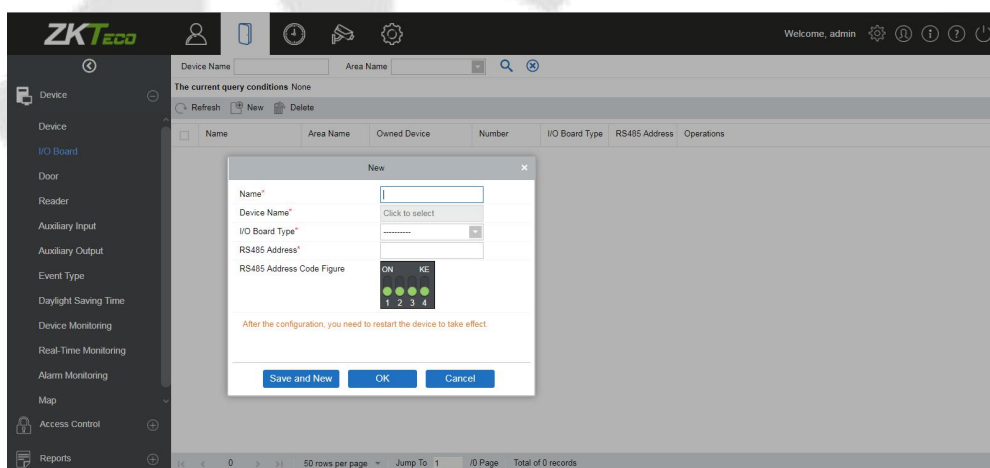 ZKTeco
Welcome, admin
Device Name
Area Name
The current query conditions None
Refresh New Delete
Name Area Name Owned Device Number I/O Board Type RS485 Address Operations
Device
Device
I/O Board
Door
Reader
Auxiliary Input
Auxiliary Output
Event Type
Daylight Saving Time
Device Monitoring
Real-Time Monitoring
Alarm Monitoring
Map
Access Control
Reports
New
Name*
Device Name* Click to select
I/O Board Type* ----------
RS485 Address*
RS485 Address Code Figure
ON KE
1 2 3 4
After the configuration, you need to restart the device to take effect.
Save and New OK Cancel
0 50 rows per page Jump To 1 /0 Page Total of 0 records